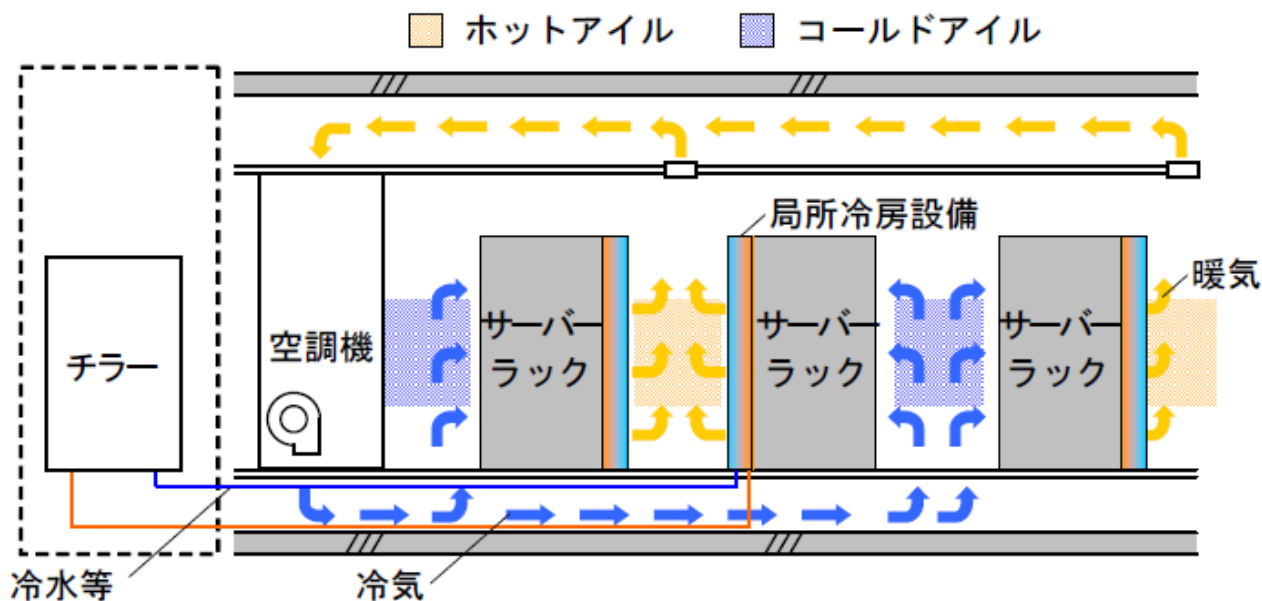 ホットアイル
コールドアイル
局所冷房設備
暖気
チラー
空調機
サーバー
ラック
サーバー
ラック
サーバー
ラック
冷水等
冷気